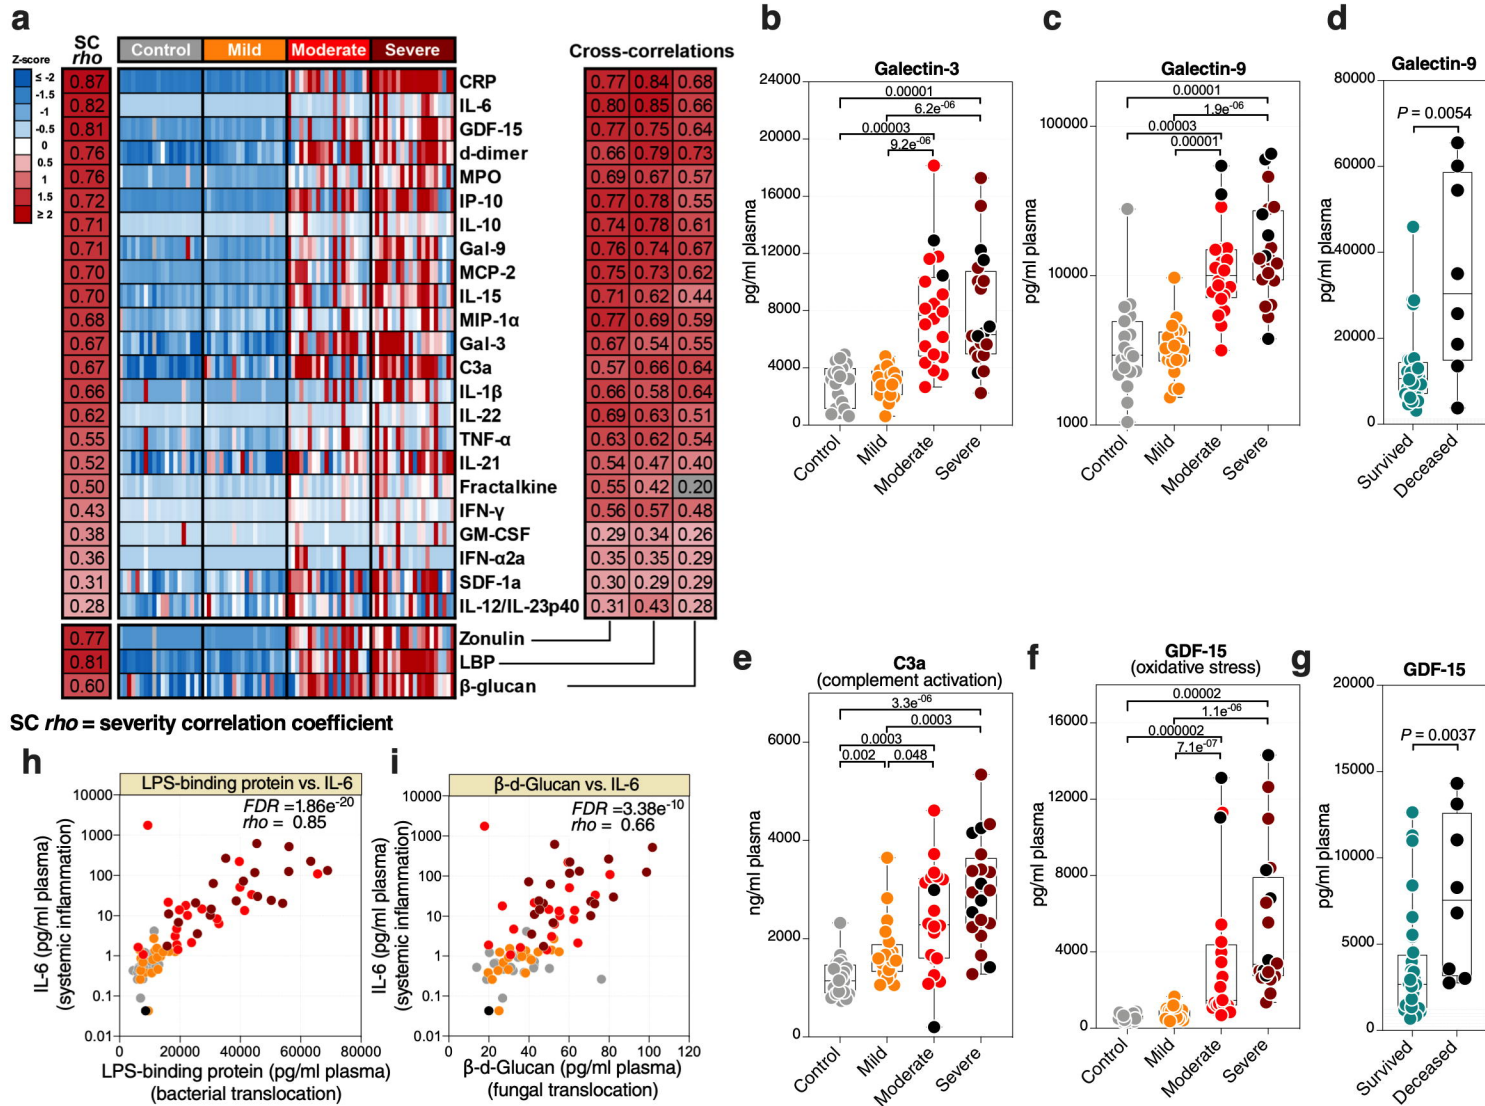 a
SC
rho
Z-score
≤ -2
-1.5
-1
-0.5
0
0.5
1
1.5
≥ 2
Control Mild Moderate Severe
Cross-correlations
0.87 CRP 0.77 0.84 0.68
0.82 IL-6 0.80 0.85 0.66
0.81 GDF-15 0.77 0.75 0.64
0.76 d-dimer 0.66 0.79 0.73
0.76 MPO 0.69 0.67 0.57
0.72 IP-10 0.77 0.78 0.55
0.71 IL-10 0.74 0.78 0.61
0.71 Gal-9 0.76 0.74 0.67
0.70 MCP-2 0.75 0.73 0.62
0.70 IL-15 0.71 0.62 0.44
0.68 MIP-1α 0.77 0.69 0.59
0.67 Gal-3 0.67 0.54 0.55
0.67 C3a 0.57 0.66 0.64
0.66 IL-1β 0.66 0.58 0.64
0.62 IL-22 0.69 0.63 0.51
0.55 TNF-α 0.63 0.62 0.54
0.52 IL-21 0.54 0.47 0.40
0.50 Fractalkine 0.55 0.42 0.20
0.43 IFN-γ 0.56 0.57 0.48
0.38 GM-CSF 0.29 0.34 0.26
0.36 IFN-α2a 0.35 0.35 0.29
0.31 SDF-1a 0.30 0.29 0.29
0.28 IL-12/IL-23p40 0.31 0.43 0.28
0.77 Zonulin
0.81 LBP
0.60 β-glucan
SC rho = severity correlation coefficient
b
Galectin-3
pg/ml plasma
24000
20000
16000
12000
8000
4000
0
0.00001
6.2e-06
0.00003
9.2e-06
Control
Mild
Moderate
Severe
c
Galectin-9
pg/ml plasma
100000
10000
1000
0.00001
1.9e-06
0.00003
0.00001
Control
Mild
Moderate
Severe
d
Galectin-9
pg/ml plasma
80000
60000
40000
20000
0
P = 0.0054
Survived
Deceased
e
C3a
(complement activation)
ng/ml plasma
6000
4000
2000
0
3.3e-06
0.0003
0.0003
0.002 0.048
Control
Mild
Moderate
Severe
f
GDF-15
(oxidative stress)
pg/ml plasma
16000
12000
8000
4000
0
0.00002
1.1e-06
0.000002
7.1e-07
Control
Mild
Moderate
Severe
g
GDF-15
pg/ml plasma
20000
15000
10000
5000
0
P = 0.0037
Survived
Deceased
h
LPS-binding protein vs. IL-6
FDR =1.86e-20
rho = 0.85
IL-6 (pg/ml plasma)
(systemic inflammation)
10000
1000
100
10
1
0.1
0.01
0 20000 40000 60000 80000
LPS-binding protein (pg/ml plasma)
(bacterial translocation)
i
β-d-Glucan vs. IL-6
FDR =3.38e-10
rho = 0.66
IL-6 (pg/ml plasma)
(systemic inflammation)
10000
1000
100
10
1
0.1
0.01
0 20 40 60 80 100 120
β-d-Glucan (pg/ml plasma)
(fungal translocation)